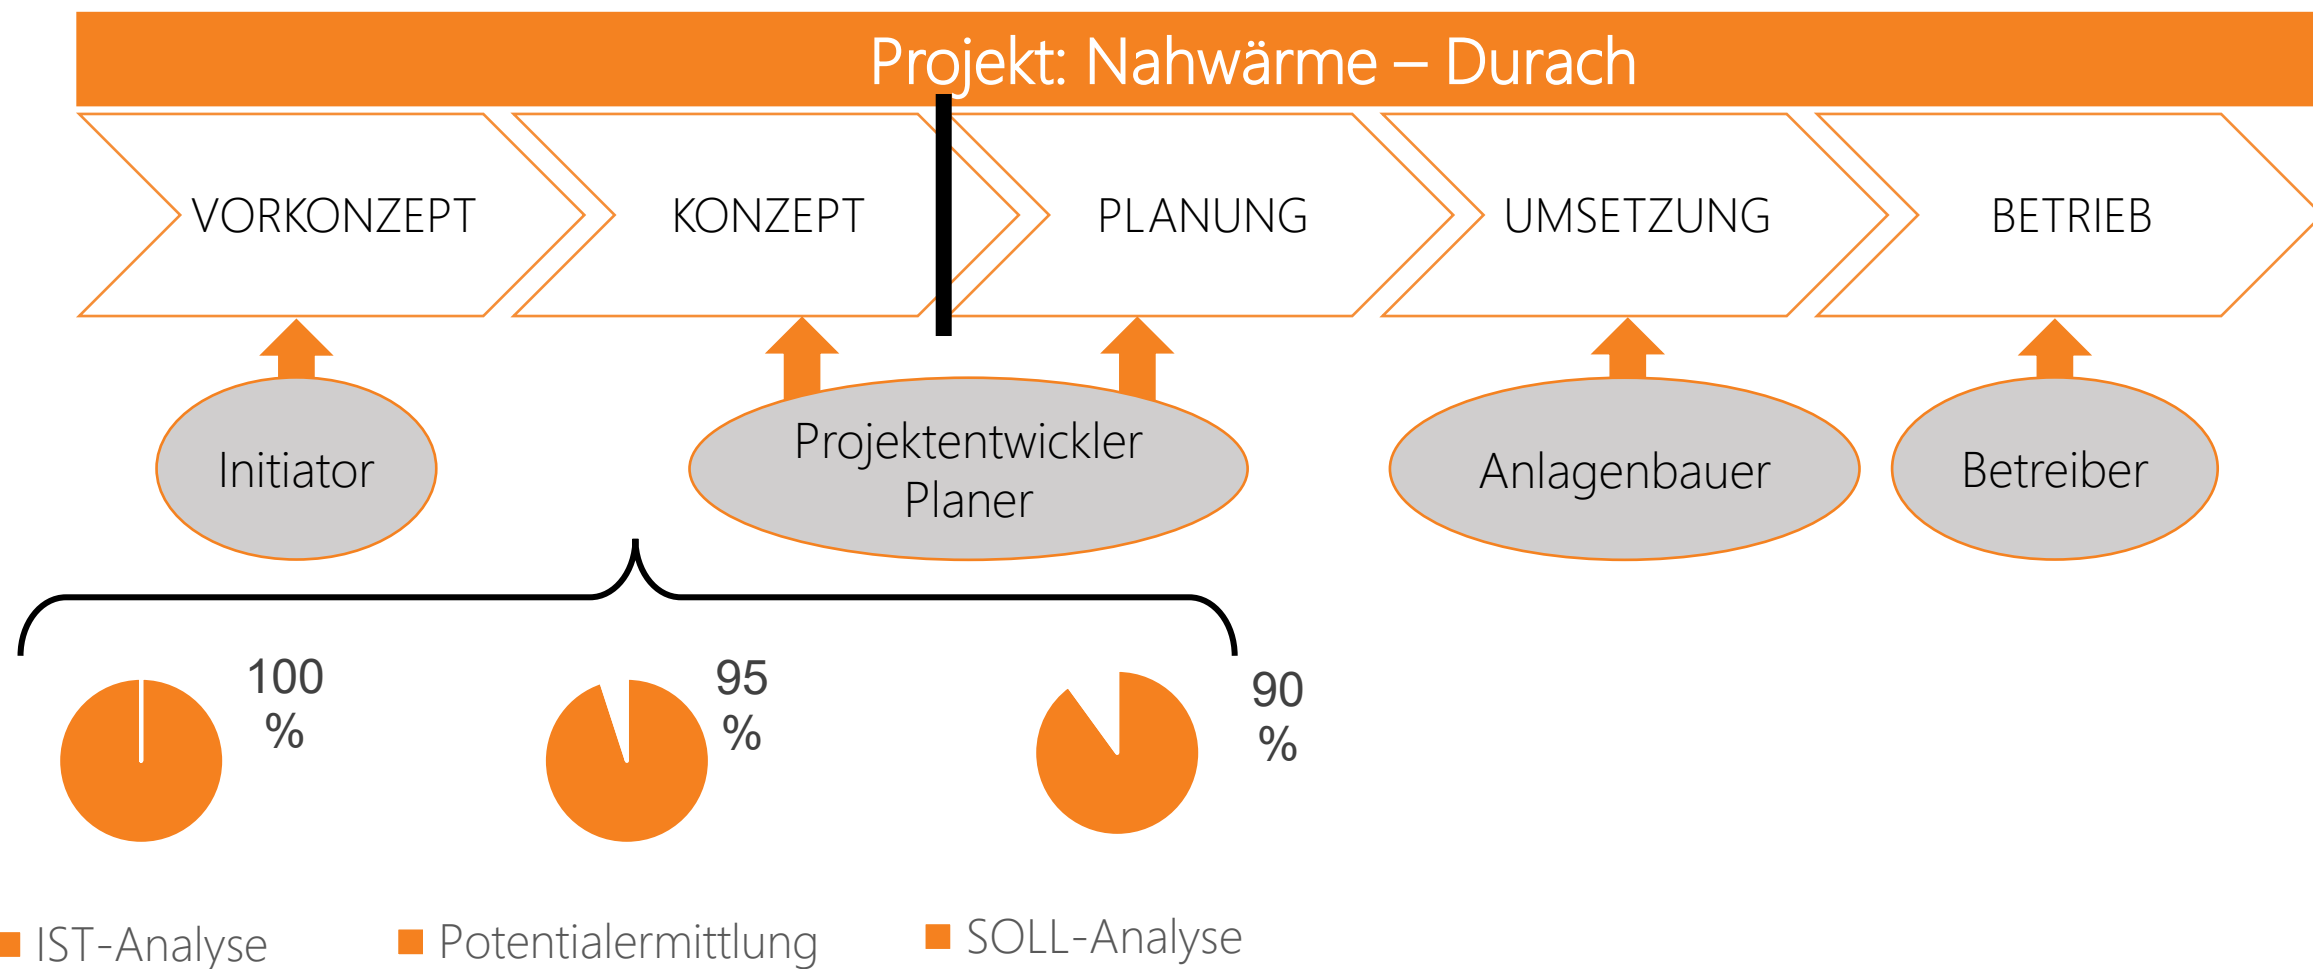 Projekt: Nahwärme – Durach
VORKONZEPT
KONZEPT
PLANUNG
UMSETZUNG
BETRIEB
Initiator
Projektentwickler
Planer
Anlagenbauer
Betreiber
100
%
95
%
90
%
IST-Analyse
Potentialermittlung
SOLL-Analyse